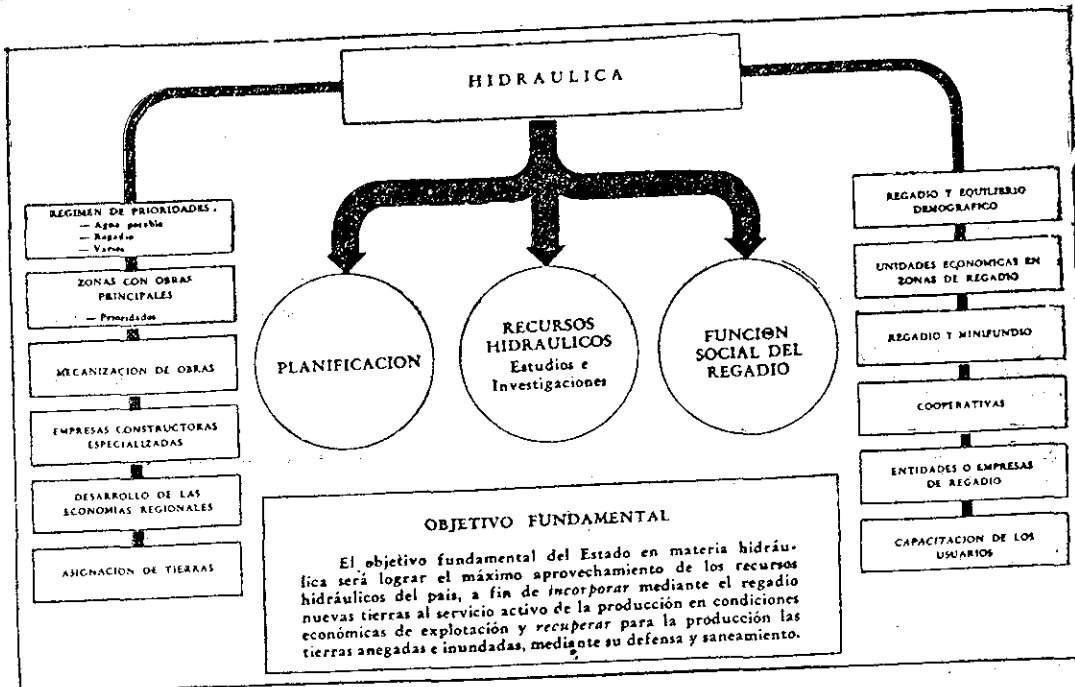 HIDRAULICA
REGIMEN DE PRIORIDADES.
— Agua potable
— Regadio
— Varios
ZONAS CON OBRAS
PRINCIPALES
— Prioridades
MECANIZACION DE OBRAS
EMPRESAS CONSTRUCTORAS
ESPECIALIZADAS
DESARROLLO DE LAS
ECONOMIAS REGIONALES
ASIGNACION DE TIERRAS
PLANIFICACION
RECURSOS
HIDRAULICOS
Estudios e
Investigaciones
FUNCION
SOCIAL DEL
REGADIO
REGADIO Y EQUILIBRIO
DEMOGRAFICO
UNIDADES ECONOMICAS EN
ZONAS DE REGADIO
REGADIO Y MINIFUNDIO
COOPERATIVAS
ENTIDADES O EMPRESAS
DE REGADIO
CAPACITACION DE LOS
USUARIOS
OBJETIVO FUNDAMENTAL
El objetivo fundamental del Estado en materia hidráu-
lica será lograr el máximo aprovechamiento de los recursos
hidráulicos del pais, a fin de incorporar mediante el regadio
nuevas tierras al servicio activo de la producción en condiciones
económicas de explotación y recuperar para la producción las
tierras anegadas e inundadas, mediante su defensa y saneamiento.